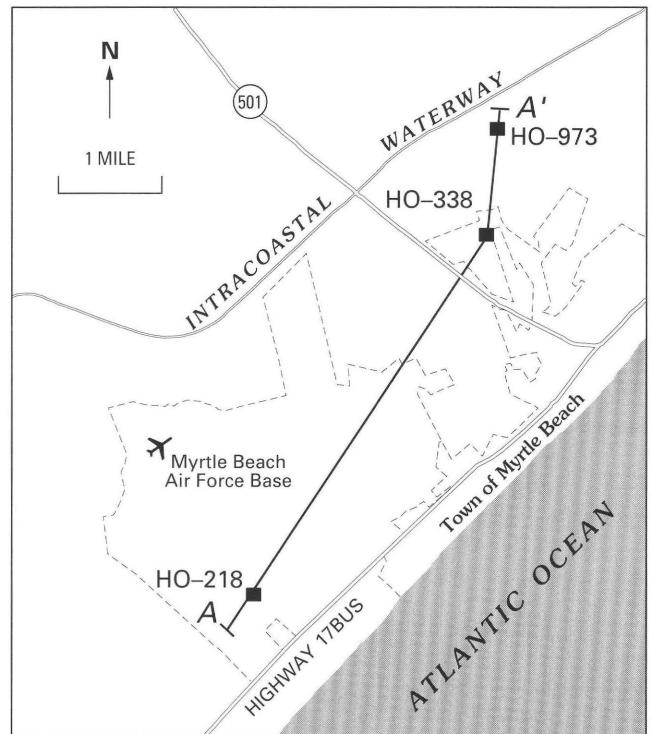 N
501
WATERWAY
A'
HO–973
1 MILE
HO–338
INTRACOASTAL
Myrtle Beach
Air Force Base
Town of Myrtle Beach
HO–218
A
HIGHWAY 17BUS
ATLANTIC OCEAN